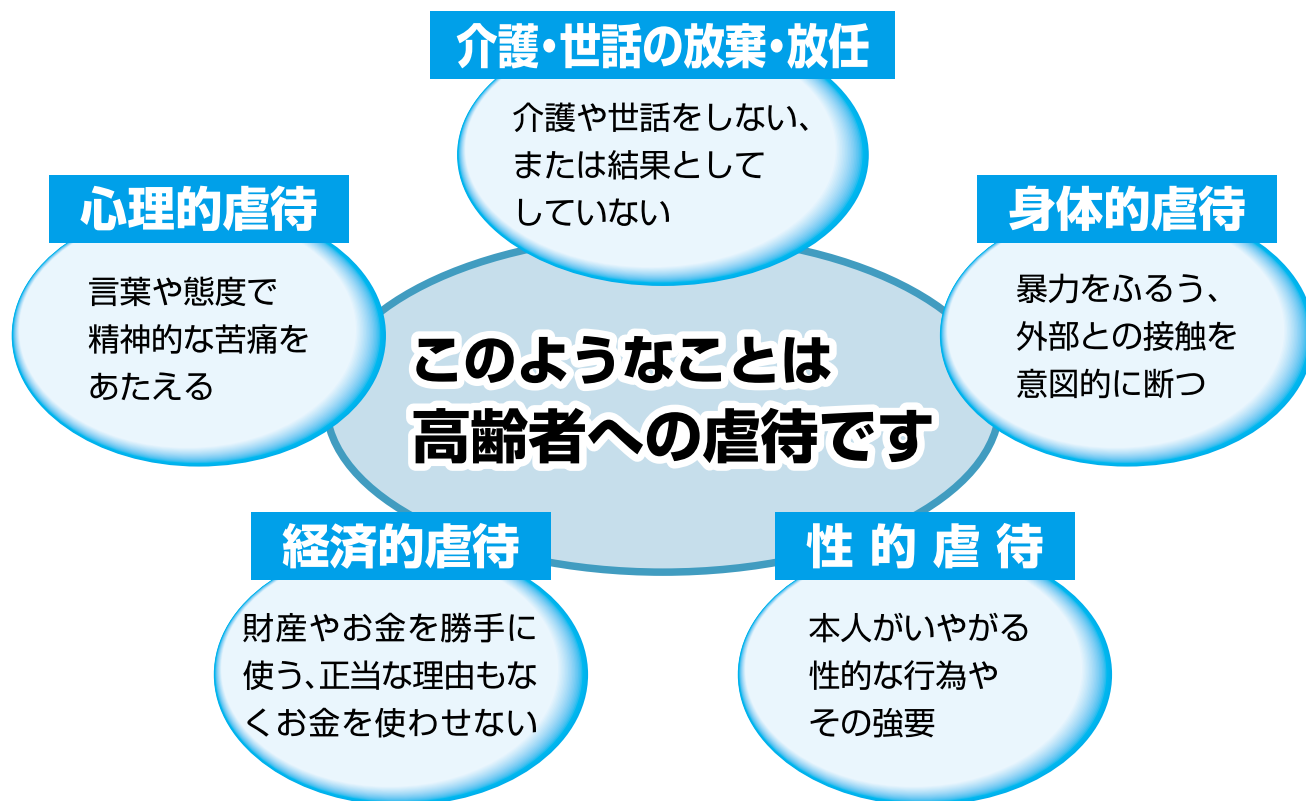 介護・世話の放棄・放任
介護や世話をしない、
または結果として
していない
心理的虐待
言葉や態度で
精神的な苦痛を
あたえる
身体的虐待
暴力をふるう、
外部との接触を
意図的に断つ
このようなことは
高齢者への虐待です
経済的虐待
財産やお金を勝手に
使う、正当な理由もな
くお金を使わせない
性的虐待
本人がいやがる
性的な行為や
その強要